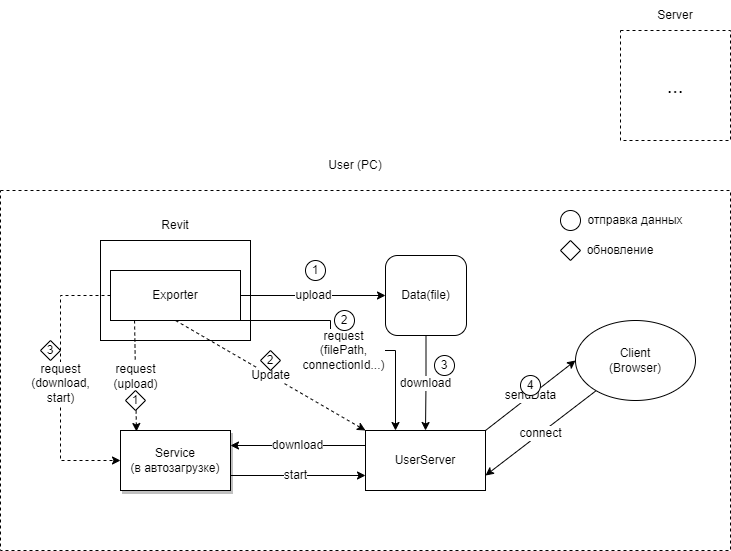 Server
...
User (PC)
отправка данных
обновление
Revit
Exporter
1
upload
Data(file)
2
request
(filePath,
connectionId...)
3
download
3
request
(download,
start)
request
(upload)
1
2
Update
4
sendData
Client
(Browser)
connect
Service
(в автозагрузке)
download
start
UserServer